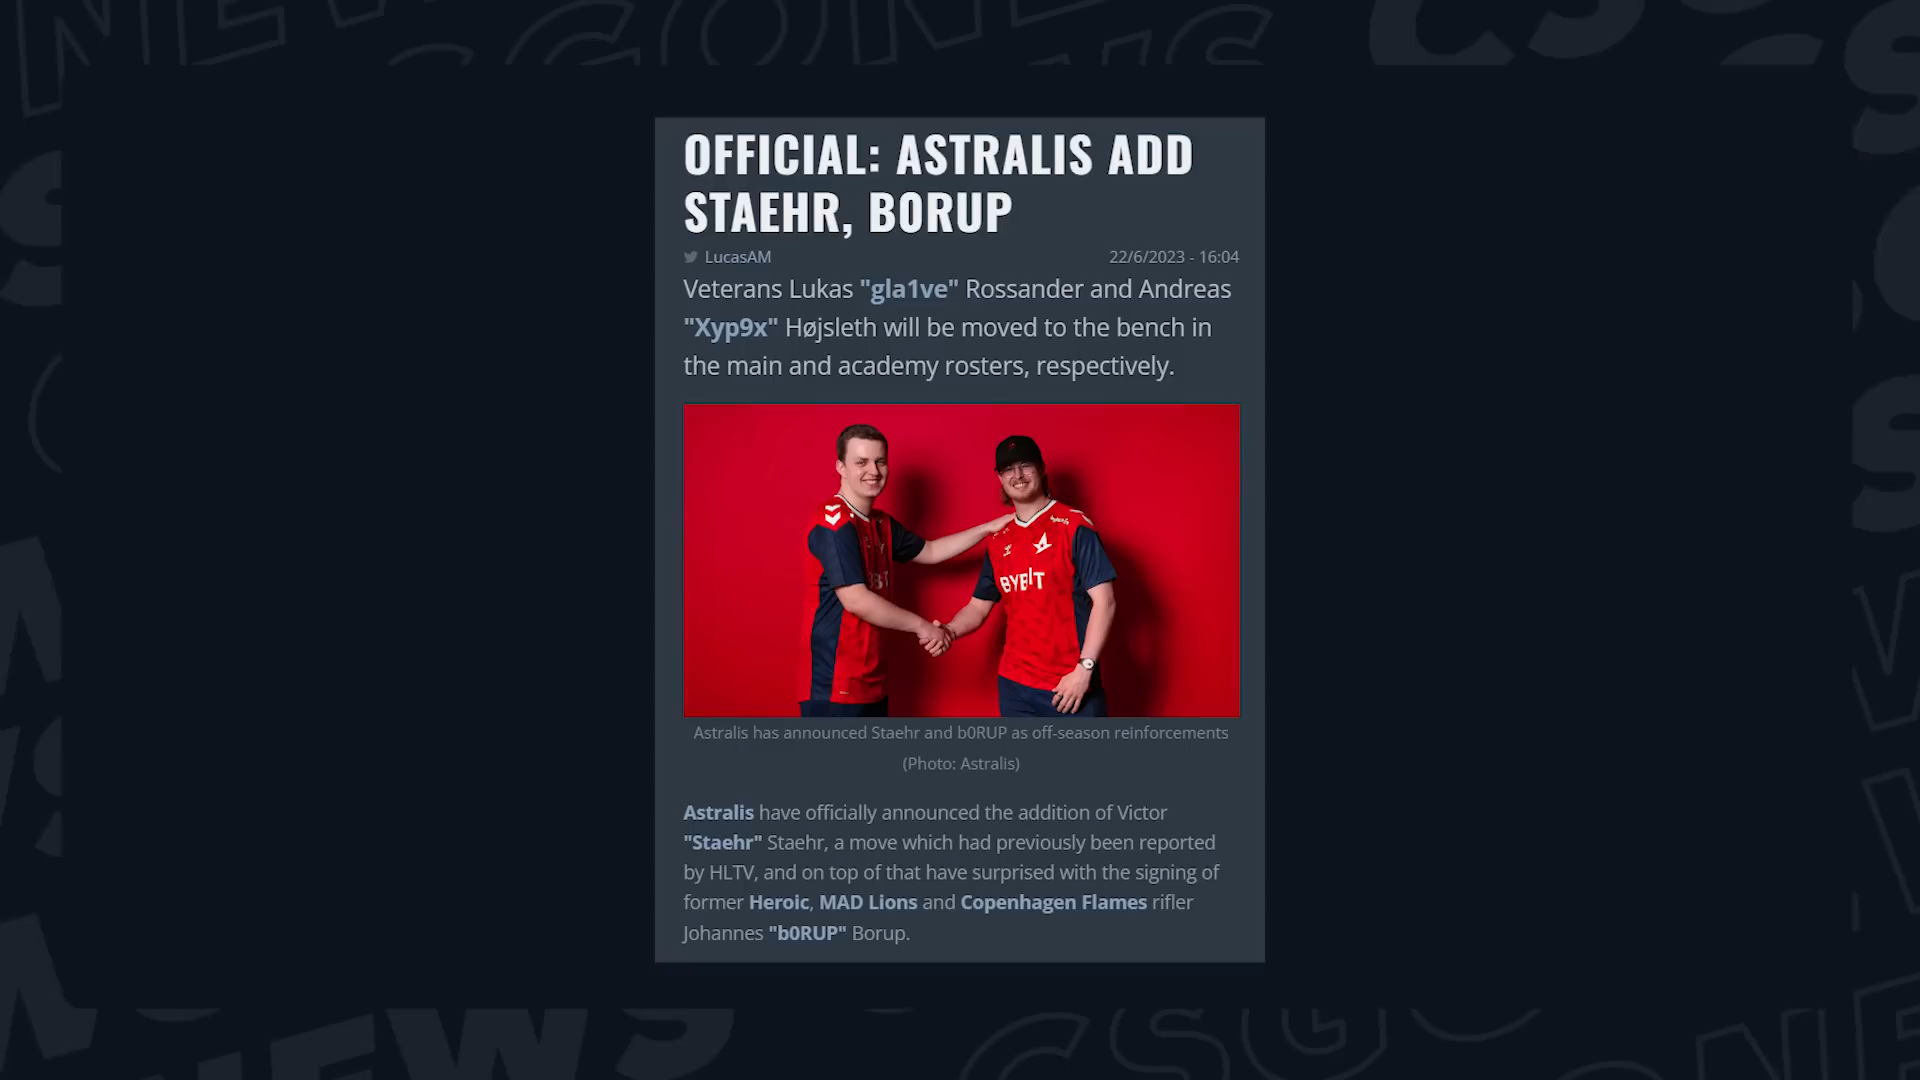 OFFICIAL: ASTRALIS ADD
STAEHR, B0RUP
LucasAM
22/6/2023 - 16:04
Veterans Lukas "gla1ve" Rossander and Andreas
"Xyp9x" Højsleth will be moved to the bench in
the main and academy rosters, respectively.
BYBIT
Astralis has announced Staehr and b0RUP as off-season reinforcements
(Photo: Astralis)
Astralis have officially announced the addition of Victor
"Staehr" Staehr, a move which had previously been reported
by HLTV, and on top of that have surprised with the signing of
former Heroic, MAD Lions and Copenhagen Flames rifler
Johannes "b0RUP" Borup.
NEWS
CSGO